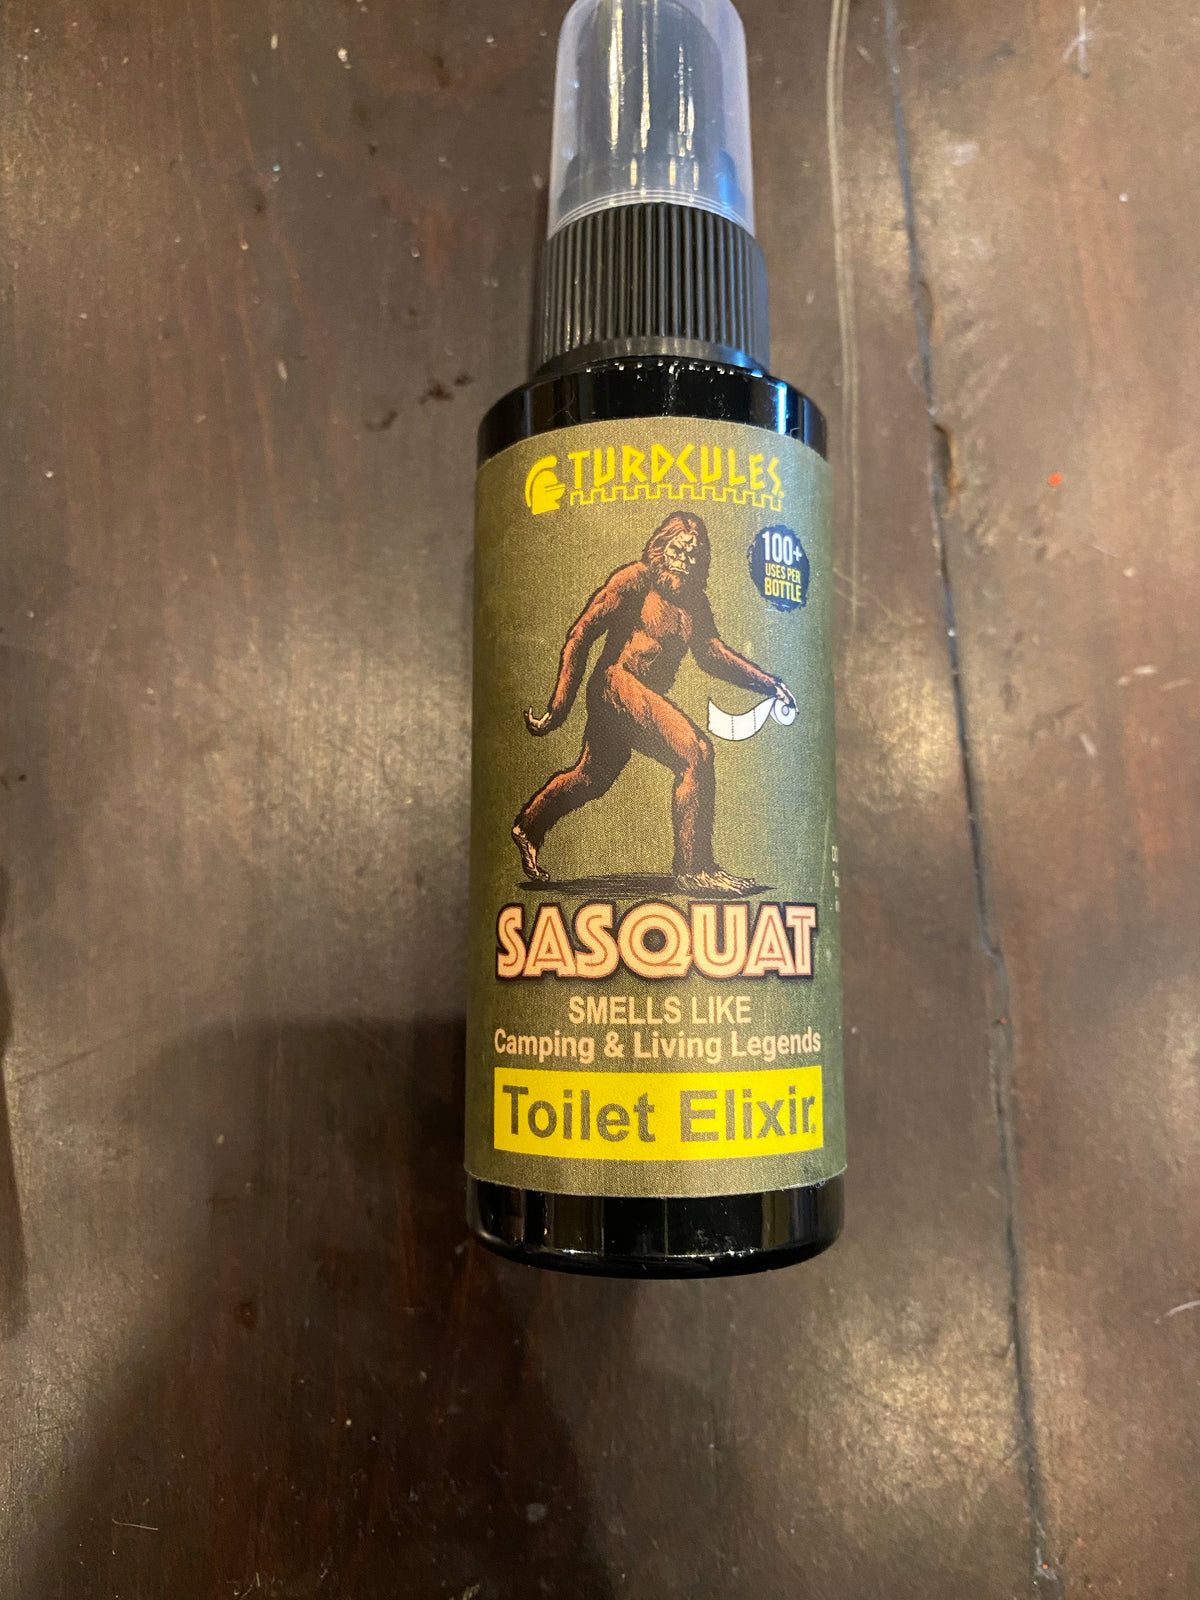 TURDCULES
100+
USES PER
BOTTLE
SASQUAT
SMELLS LIKE
Camping & Living Legends
Toilet Elixir®